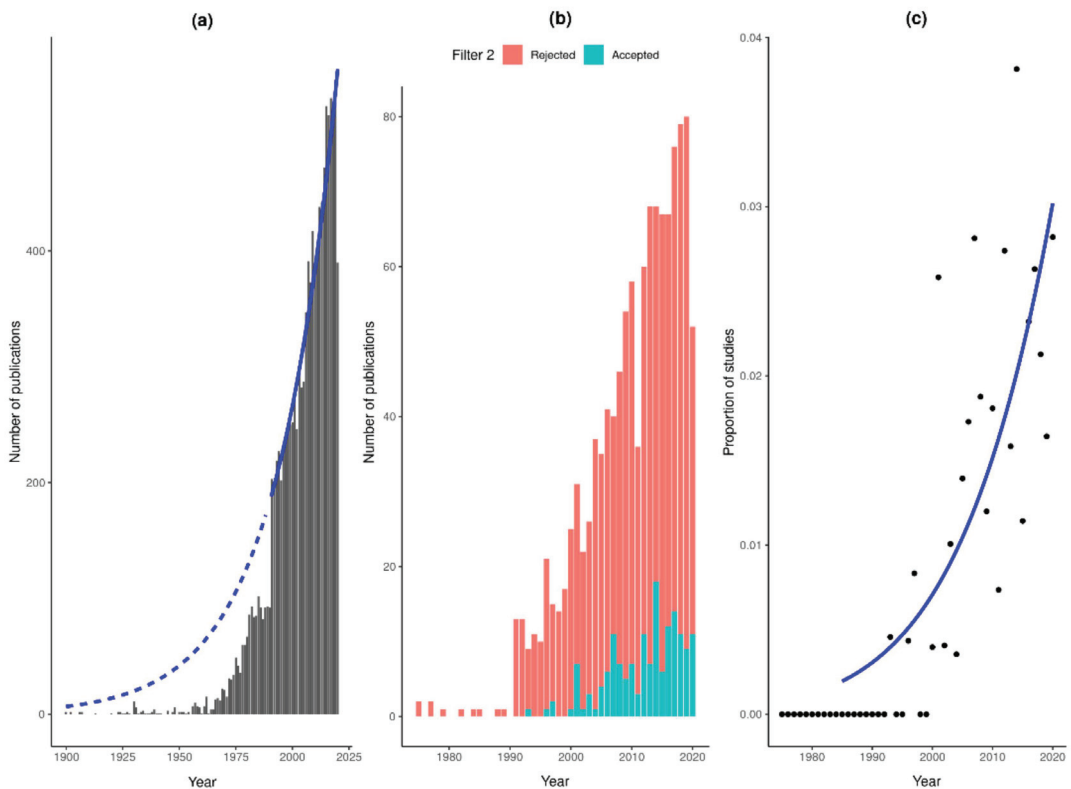 (a)
Number of publications
400
200
0
1900 1925 1950 1975 2000 2025
Year
(b)
Filter 2 Rejected Accepted
Number of publications
80
60
40
20
0
1980 1990 2000 2010 2020
Year
(c)
Proportion of studies
0.04
0.03
0.02
0.01
0.00
1980 1990 2000 2010 2020
Year